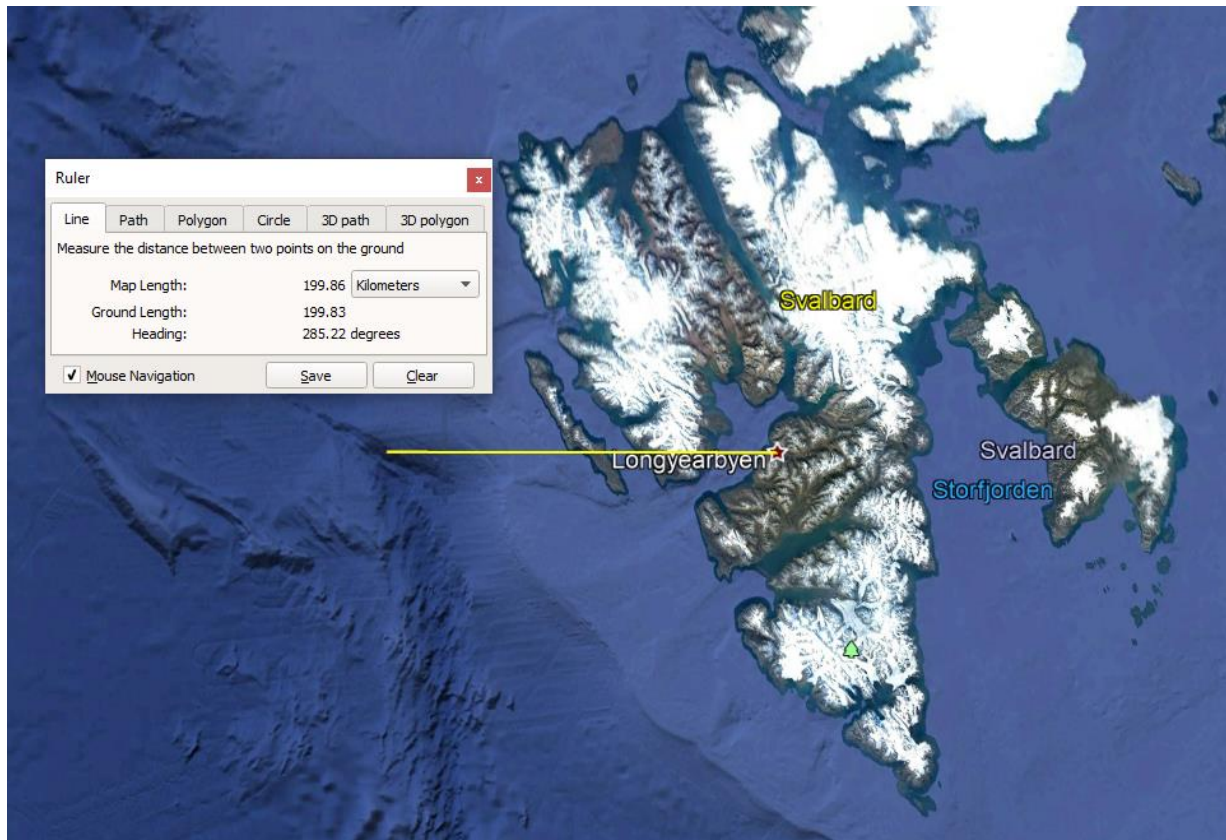 Ruler
Line Path Polygon Circle 3D path 3D polygon
Measure the distance between two points on the ground
Map Length: 199.86 Kilometers
Ground Length: 199.83
Heading: 285.22 degrees
Mouse Navigation Save Clear
Svalbard
Longyearbyen
Svalbard
Storfjorden